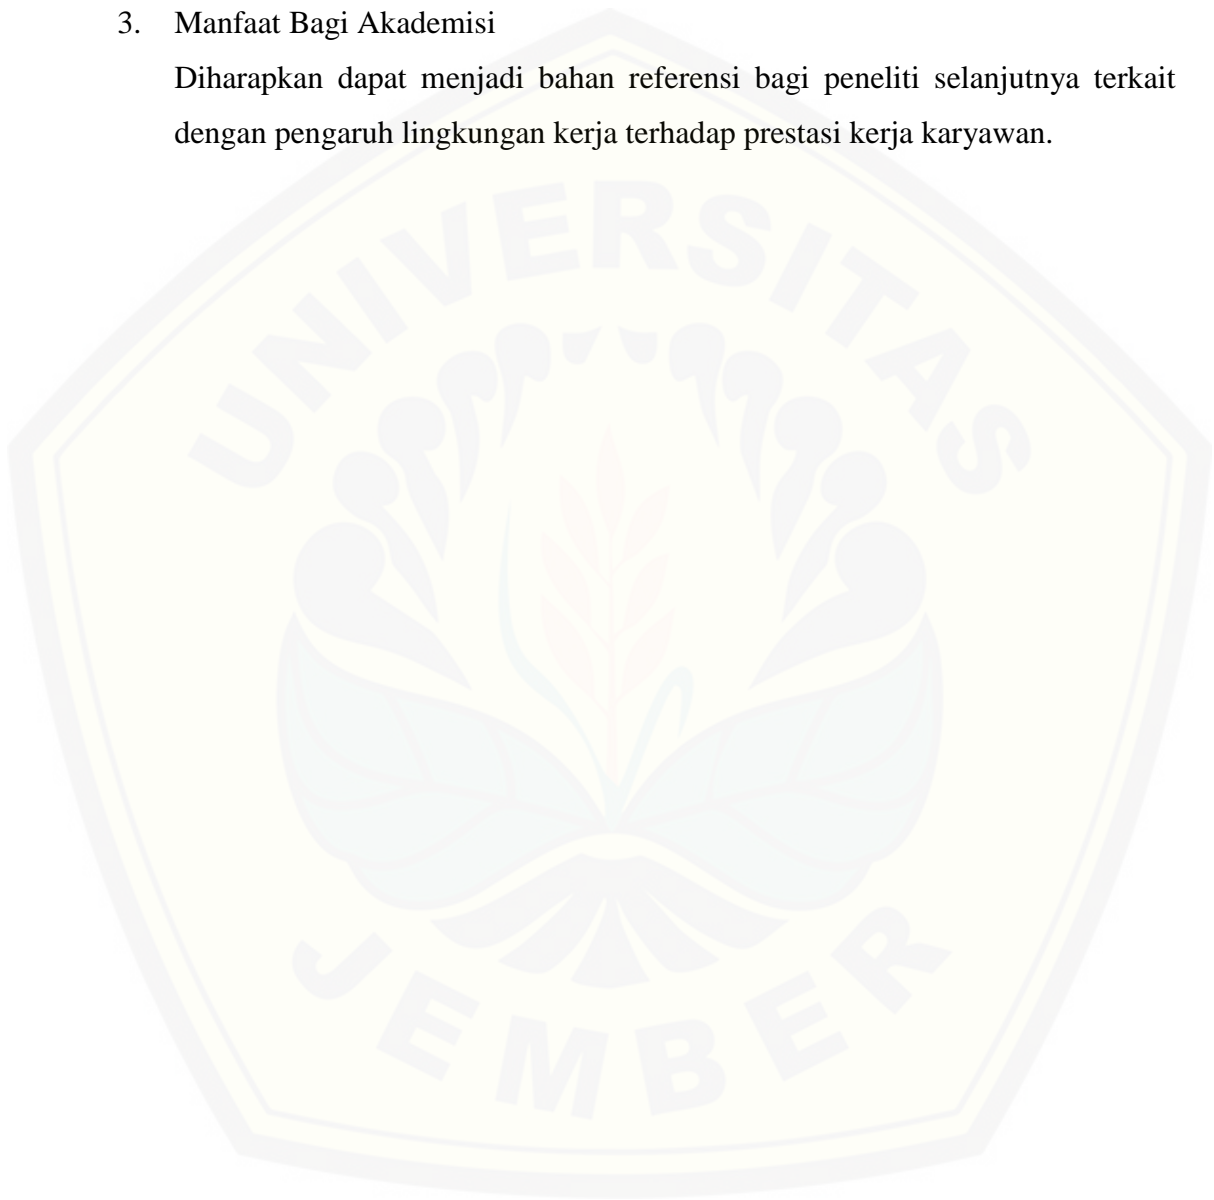 3. Manfaat Bagi Akademisi
Diharapkan dapat menjadi bahan referensi bagi peneliti selanjutnya terkait
dengan pengaruh lingkungan kerja terhadap prestasi kerja karyawan.
UNIVERSITAS
JEMBER